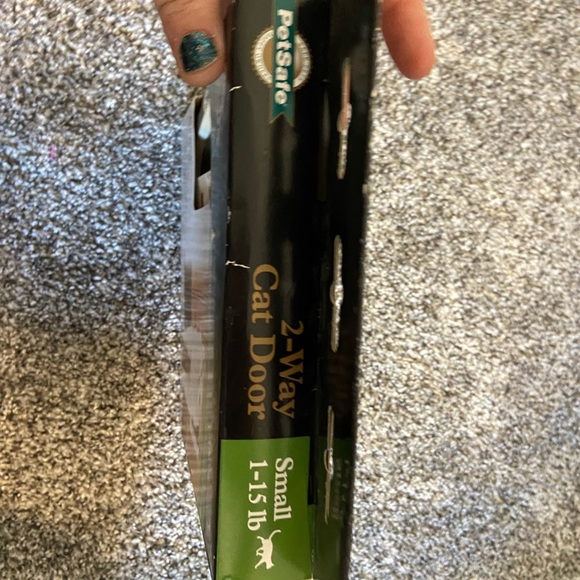 PetSafe
2-Way
Cat Door
Small
1-15 lb